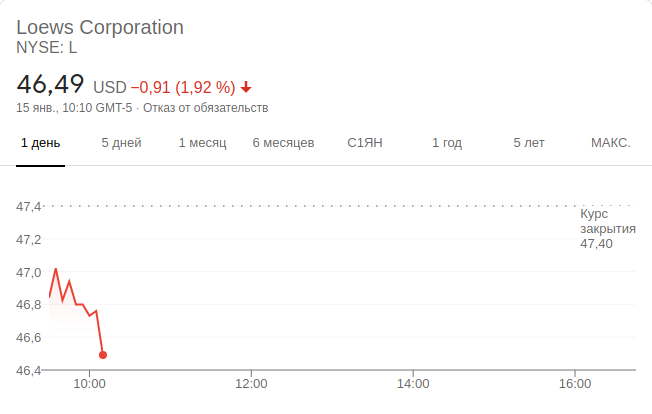 Loews Corporation
NYSE: L
46,49 USD −0,91 (1,92 %)
15 янв., 10:10 GMT-5 · Отказ от обязательств
1 день 5 дней 1 месяц 6 месяцев С1ЯН 1 год 5 лет МАКС.
47,4
Курс
закрытия
47,40
47,2
47,0
46,8
46,6
46,4
10:00 12:00 14:00 16:00